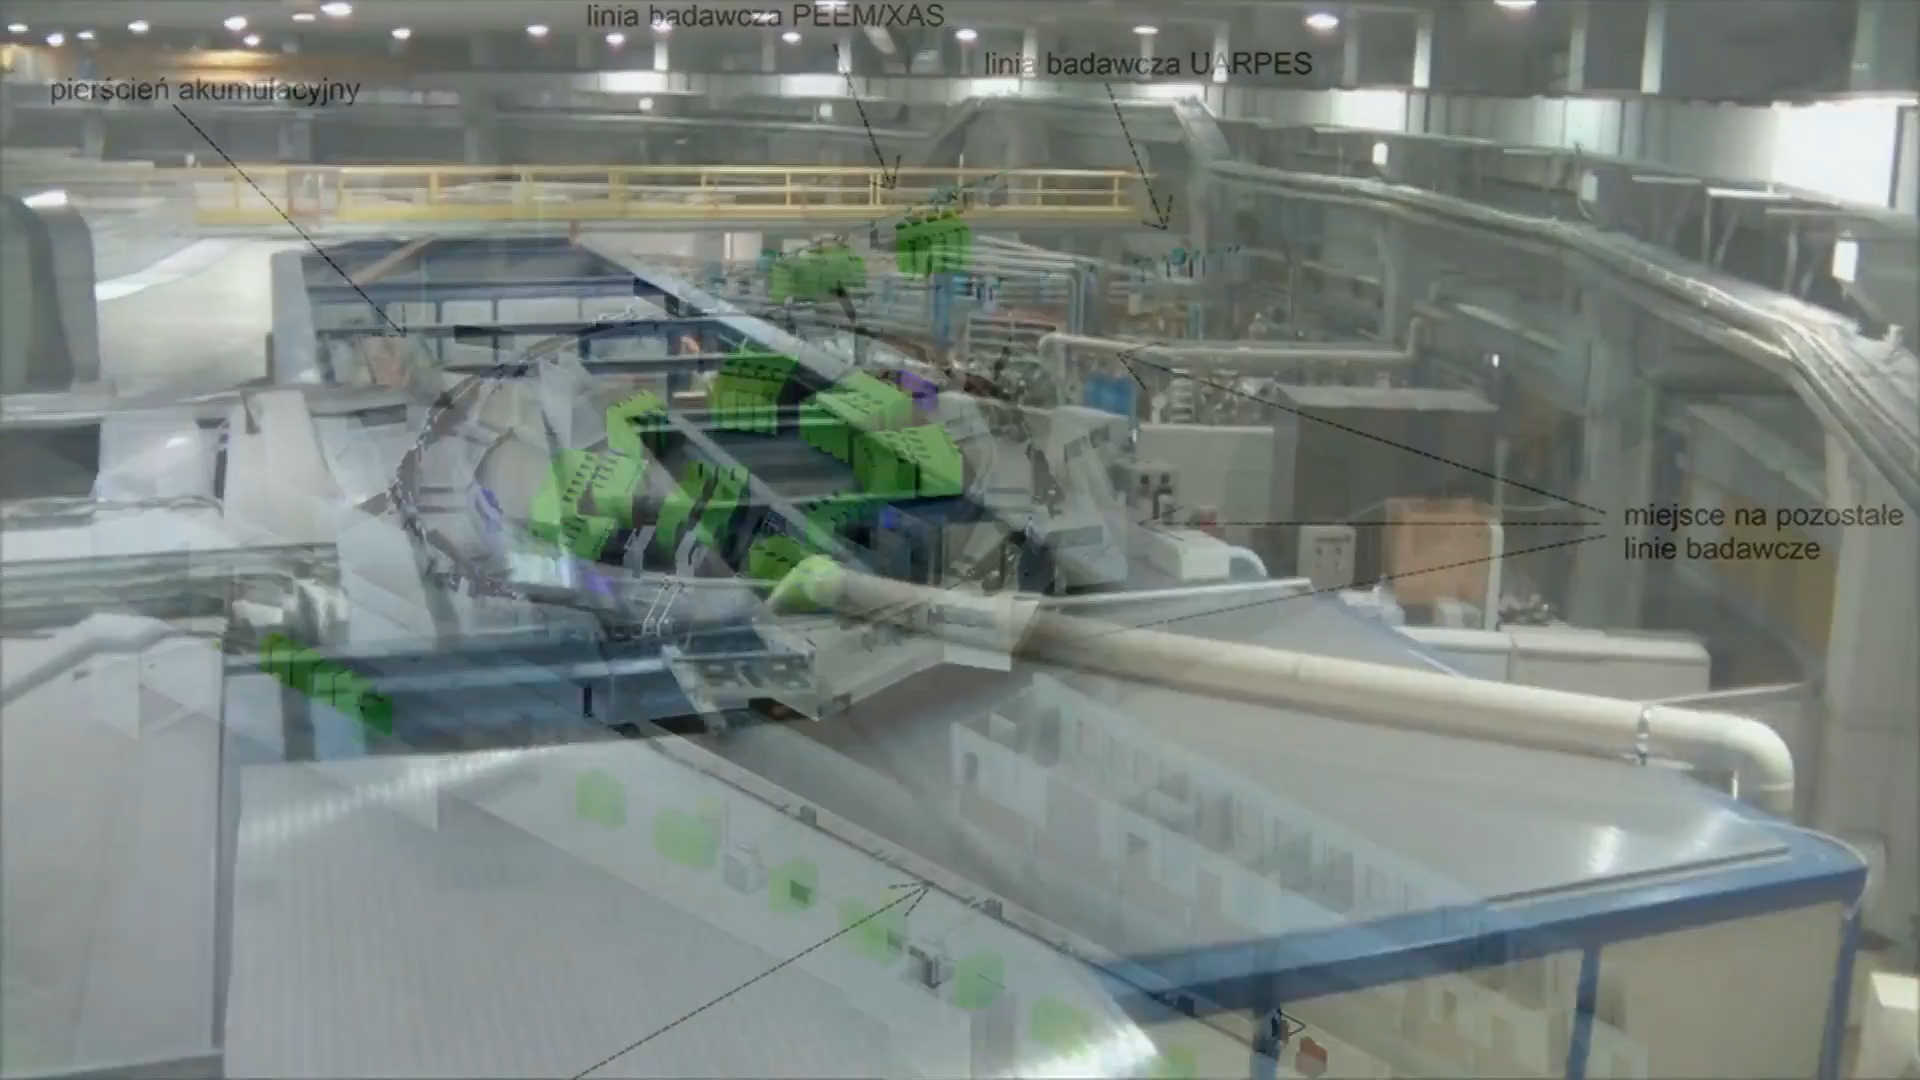 linia badawcza PEEM/XAS
linia badawcza UARPES
pierścień akumulacyjny
miejsce na pozostałe
linie badawcze